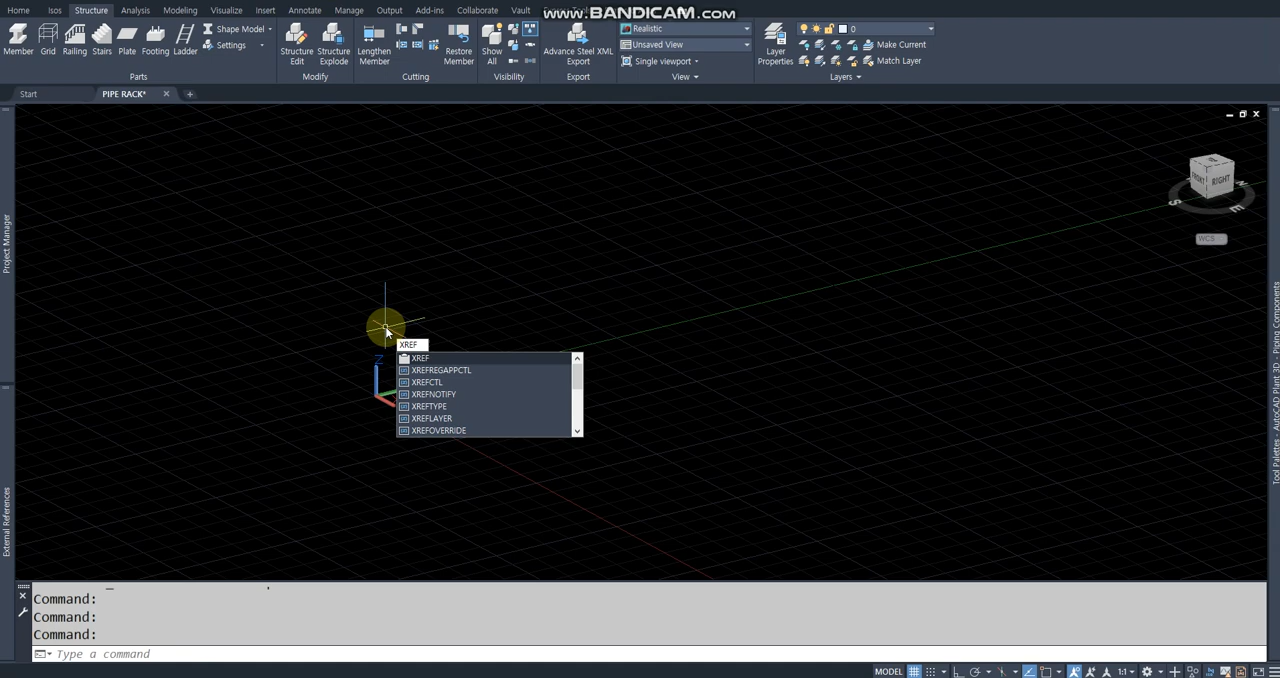 Home Isos Structure Analysis Modeling Visualize Insert Annotate Manage Output Add-ins Collaborate Vault
www.BANDICAM.com
Member Grid Railing Stairs Plate Footing Ladder
Shape Model
Settings
Parts
Structure Edit
Structure Explode
Modify
Lengthen Member
Restore Member
Cutting
Show All
Visibility
Advance Steel XML Export
Export
Realistic
Unsaved View
Single viewport
View
Layer Properties
0
Make Current
Match Layer
Layers
Start
PIPE RACK*
Project Manager
External References
Tool Palettes - AutoCAD Plant 3D - Piping Components
FRONT
RIGHT
S
E
N
WCS
Z
XREF
XREF
XREFREGAPPCTL
XREFCTL
XREFNOTIFY
XREFTYPE
XREFLAYER
XREFOVERRIDE
Command:
Command:
Command:
Type a command
MODEL
1:1